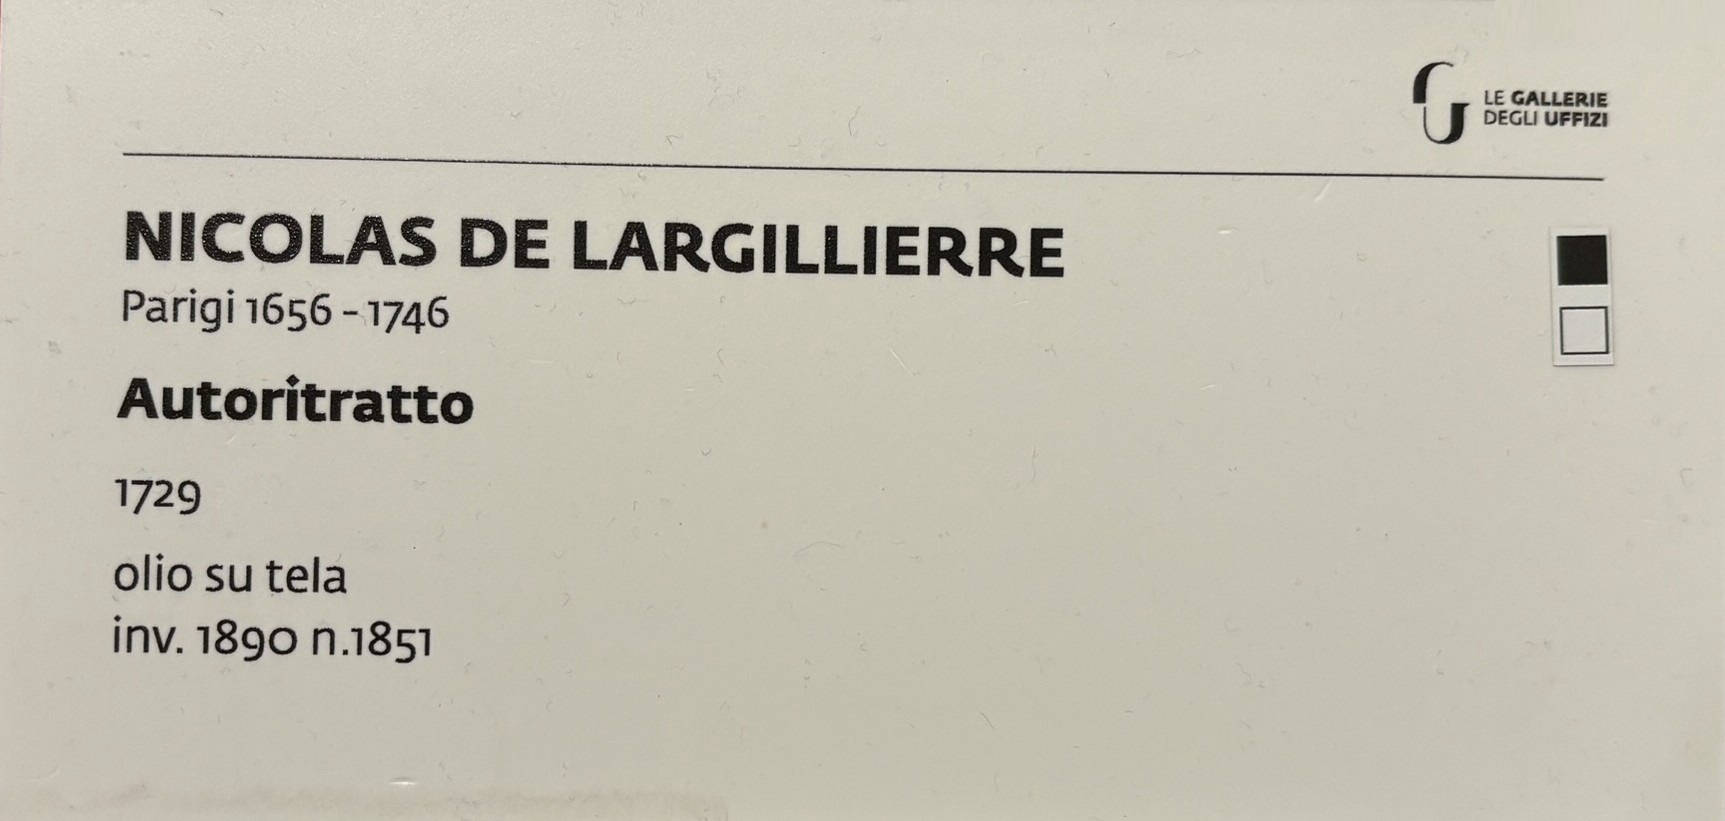 LE GALLERIE
DEGLI UFFIZI
NICOLAS DE LARGILLIERRE
Parigi 1656 - 1746
Autoritratto
1729
olio su tela
inv. 1890 n.1851